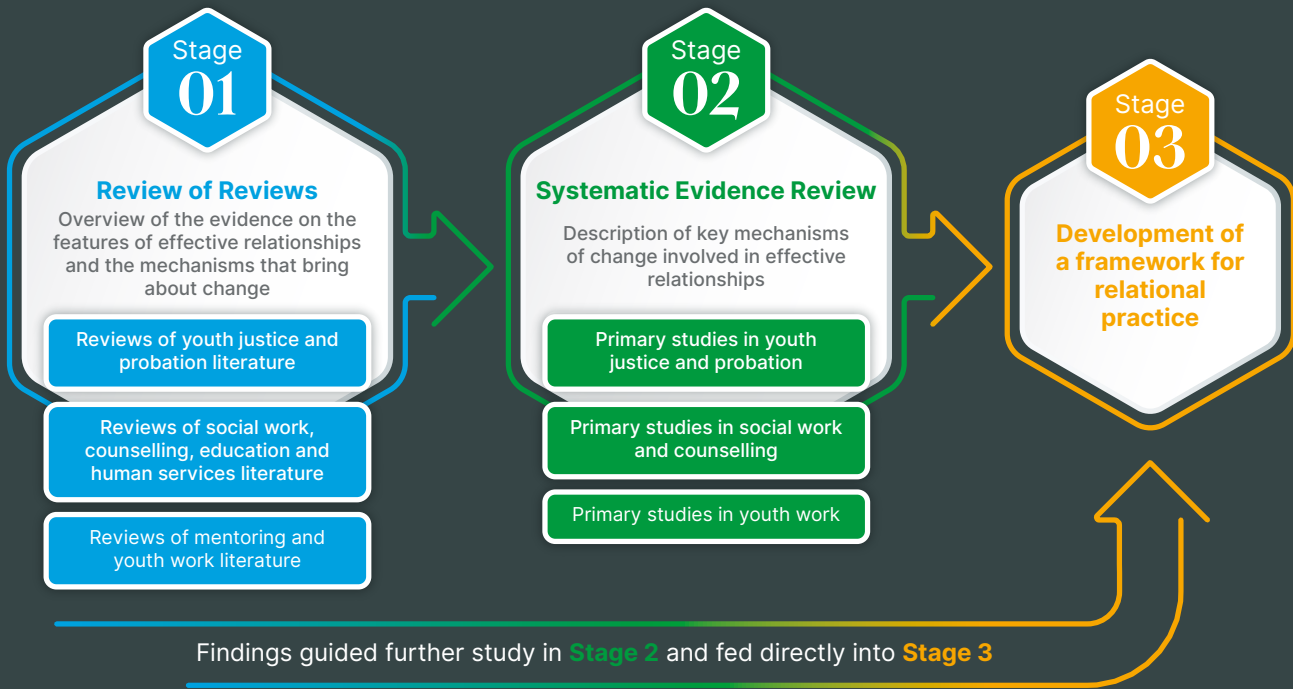 Stage
01
Review of Reviews
Overview of the evidence on the
features of effective relationships
and the mechanisms that bring
about change
Reviews of youth justice and
probation literature
Reviews of social work,
counselling, education and
human services literature
Reviews of mentoring and
youth work literature
Stage
02
Systematic Evidence Review
Description of key mechanisms
of change involved in effective
relationships
Primary studies in youth
justice and probation
Primary studies in social work
and counselling
Primary studies in youth work
Stage
03
Development of
a framework for
relational
practice
Findings guided further study in Stage 2 and fed directly into Stage 3